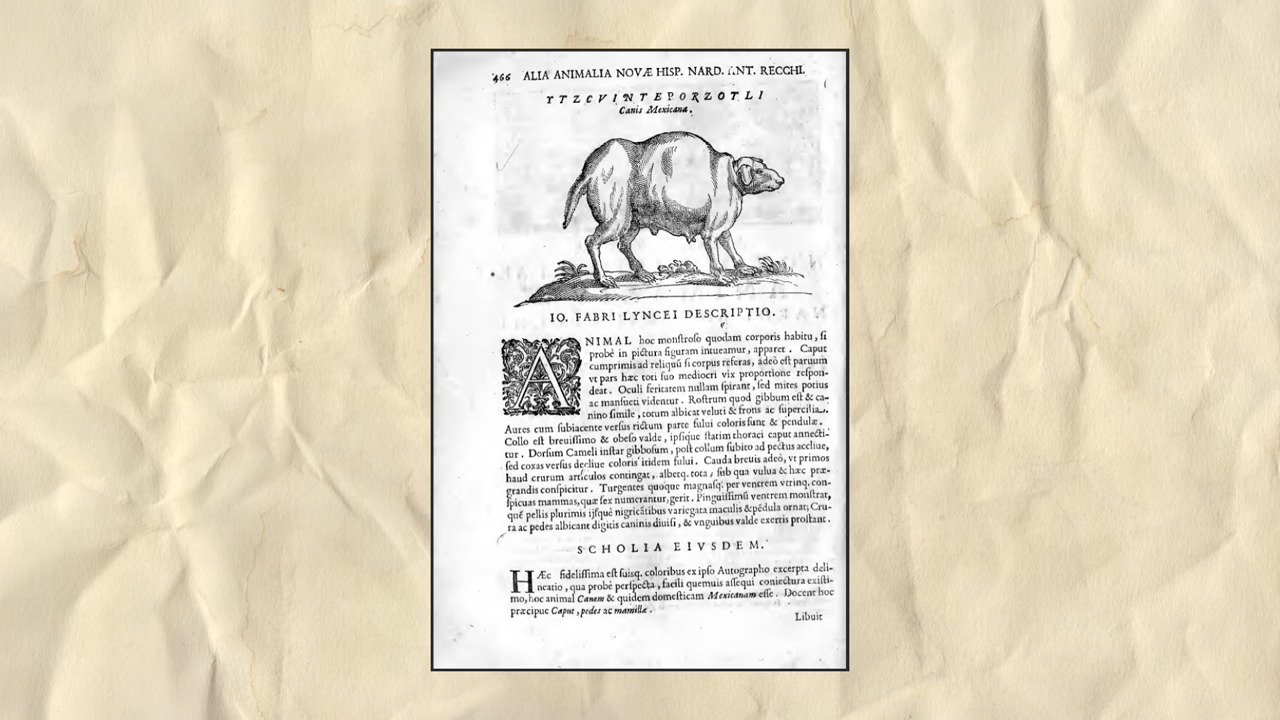 466 ALIA ANIMALIA NOVÆ HISP. NARD. ANT. RECCHI.
YTZCVINTEPORZOTLI
Canis Mexicana.
IO. FABRI LYNCEI DESCRIPTIO.
ANIMAL hoc monſtroſo quodam corporis habitu, ſi
probè in pictura figuram intueamur, apparet. Caput
cumprimis ad reliquū ſi corpus referas, adeò eſt paruum
vt pars hæc toti ſuo mediocri vix proportione reſpon-
deat. Oculi feritatem nullam ſpirant, ſed mites potius
ac manſueti videntur. Roſtrum quod gibbum eſt & ca-
nino ſimile, totum albicat veluti & frons ac ſupercilia.
Aures cum ſubiacente verſus rictum parte fului coloris ſunt & pendulæ.
Collo eſt breuiſſimo & obeſo valde, ipſique ſtatim thoraci caput annecti-
tur. Dorſum Cameli inſtar gibboſum, poſt collum ſubito ad pectus accliue,
ſed coxas verſus decliue coloris itidem fului. Cauda breuis adeò, vt primos
haud crurum articulos contingat, albetq. tota, ſub qua vulua & hæc præ-
grandis conſpicitur. Turgentes quoque magnaſq. per ventrem vtrinq. con-
ſpicuas mammas, quæ ſex numerantur, gerit. Pinguiſſimū ventrem monſtrat,
quē pellis plurimis ijſquè nigricātibus variegata maculis & pēdula ornat; Cru-
ra ac pedes albicant digitis caninis diuiſi, & vnguibus valde exertis proſtant.
SCHOLIA EIVSDEM.
HÆc fideliſſima eſt ſuiſq. coloribus ex ipſo Autographo excerpta deli-
neatio, qua probè perſpecta, facili quemuis aſſequi coniectura exiſti-
mo, hoc animal Canem & quidem domeſticam Mexicanam eſſe. Docent hoc
præcipue Caput, pedes ac mamillæ.
Libuit